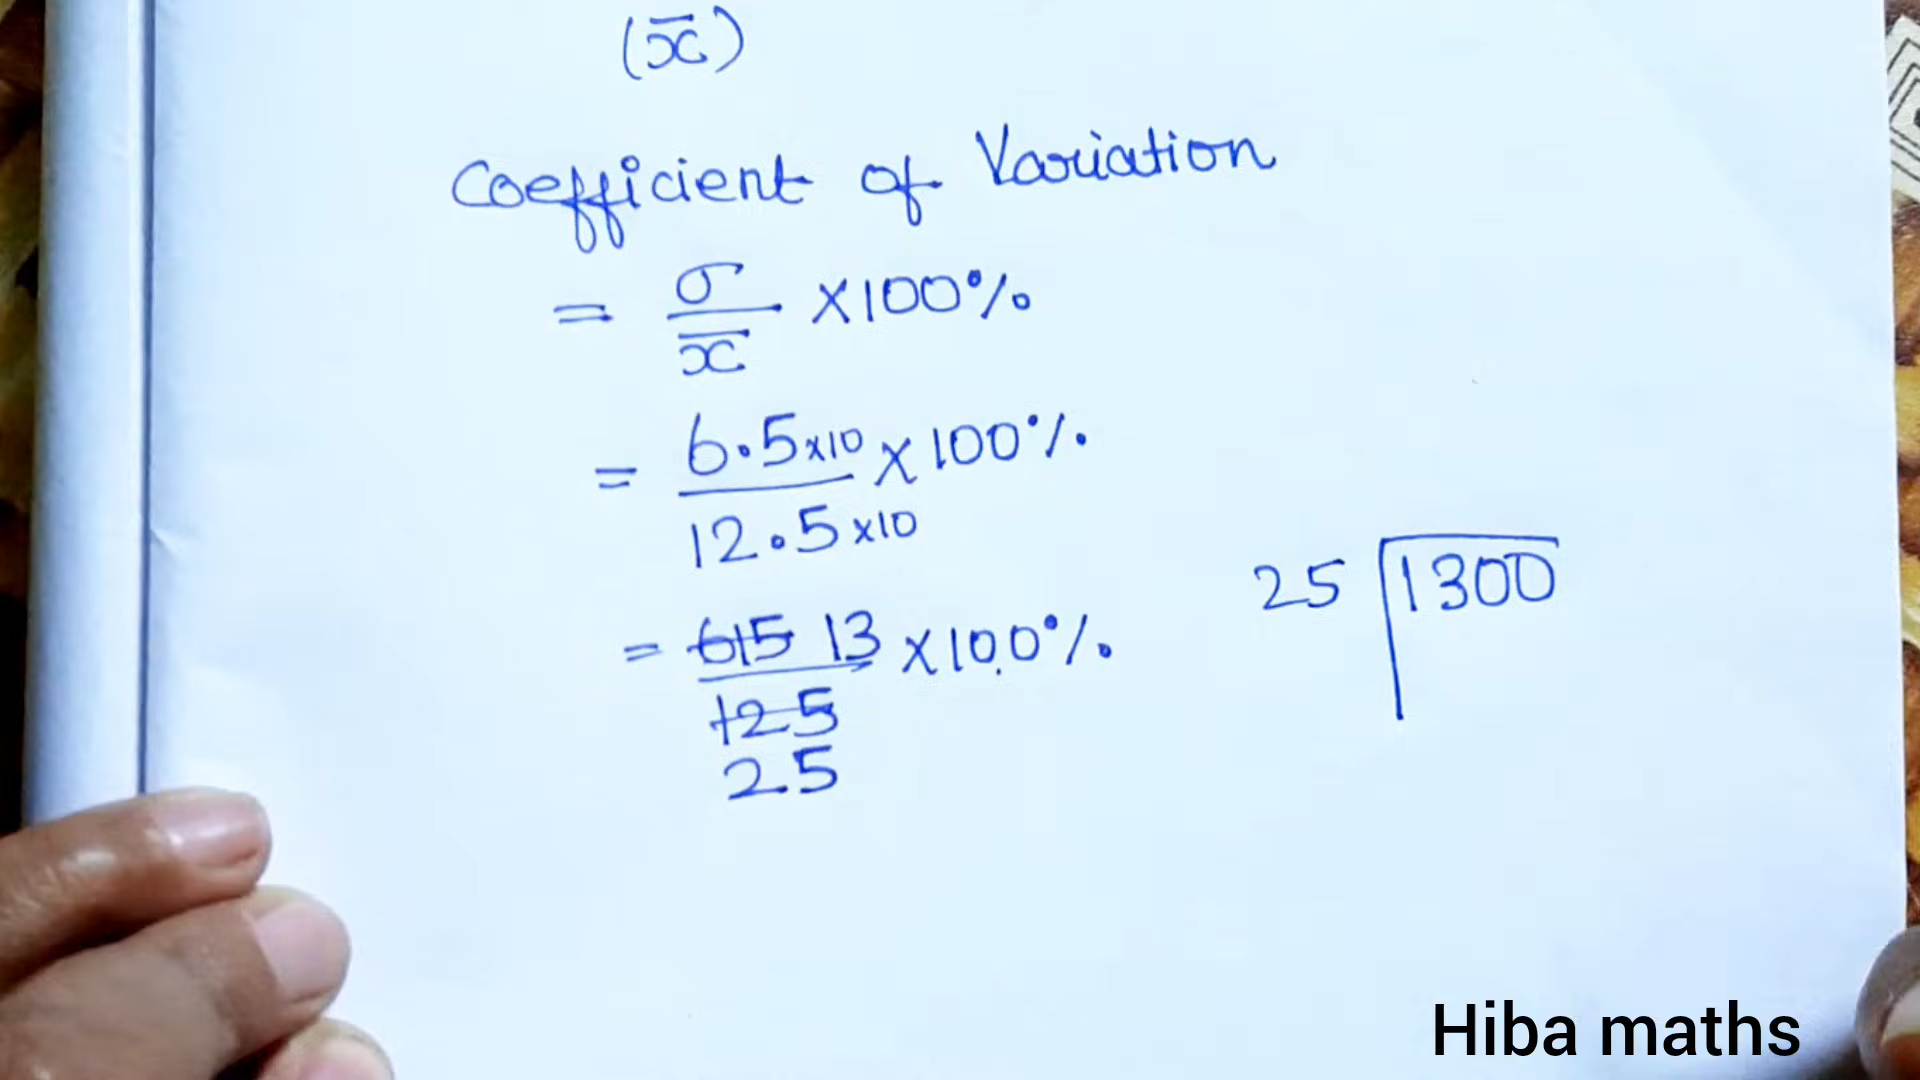 (x̄)
Coefficient of Variation
= σ/x̄ ×100%
= 6.5×10/12.5×10 ×100%
= 65 13/125 ×100%
25
25 1300
Hiba maths